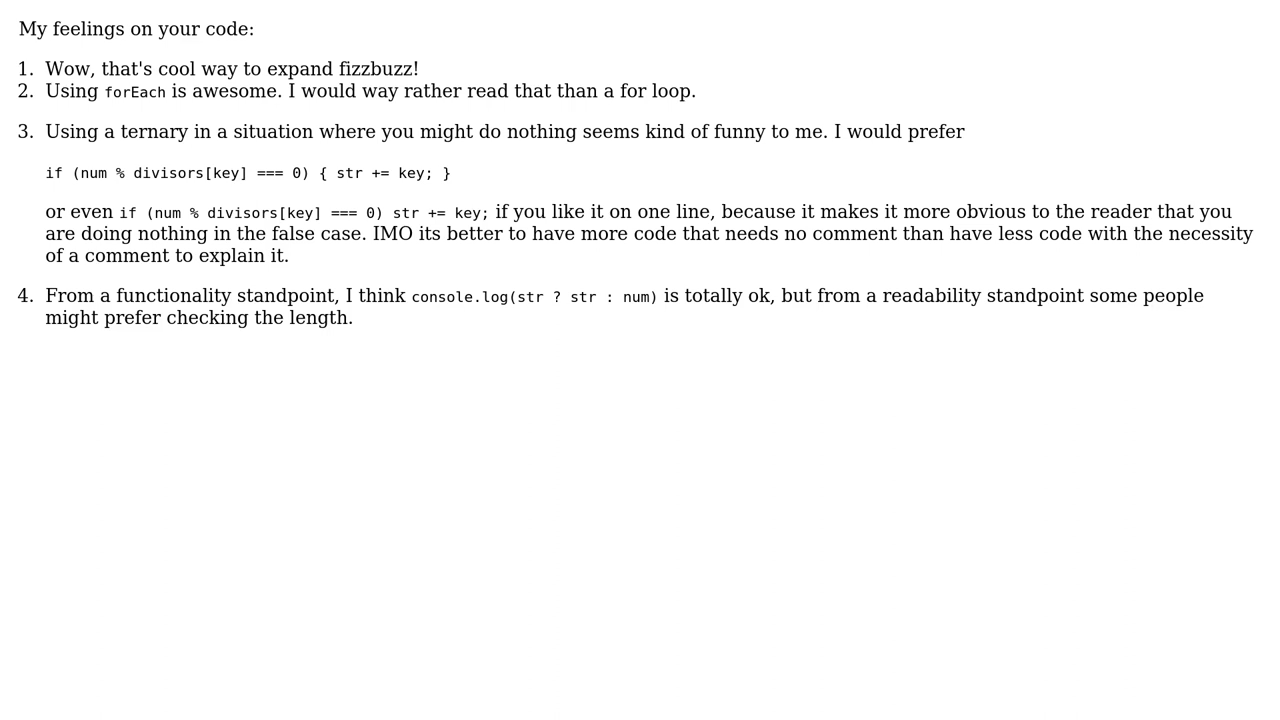 My feelings on your code:
1. Wow, that's cool way to expand fizzbuzz!
2. Using forEach is awesome. I would way rather read that than a for loop.
3. Using a ternary in a situation where you might do nothing seems kind of funny to me. I would prefer
if (num % divisors[key] === 0) { str += key; }
or even if (num % divisors[key] === 0) str += key; if you like it on one line, because it makes it more obvious to the reader that you
are doing nothing in the false case. IMO its better to have more code that needs no comment than have less code with the necessity
of a comment to explain it.
4. From a functionality standpoint, I think console.log(str ? str : num) is totally ok, but from a readability standpoint some people
might prefer checking the length.